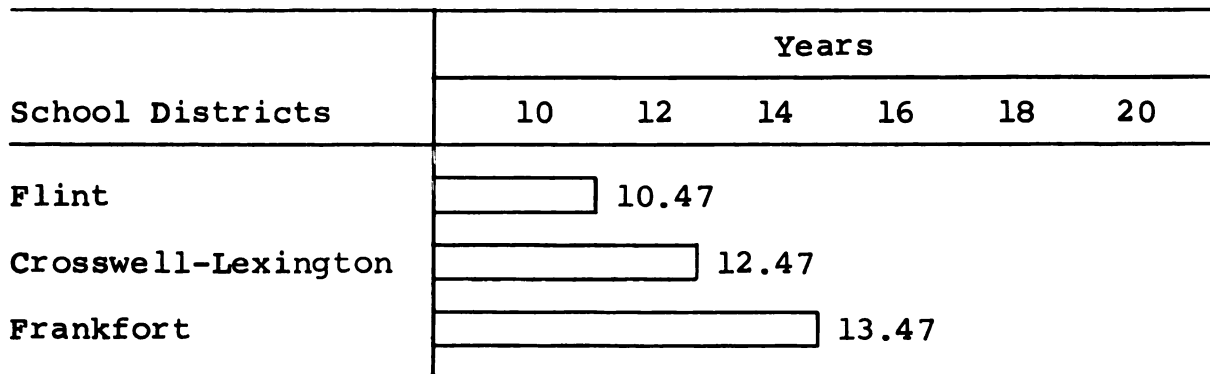 Years
School Districts 10 12 14 16 18 20
Flint 10.47
Crosswell-Lexington 12.47
Frankfort 13.47